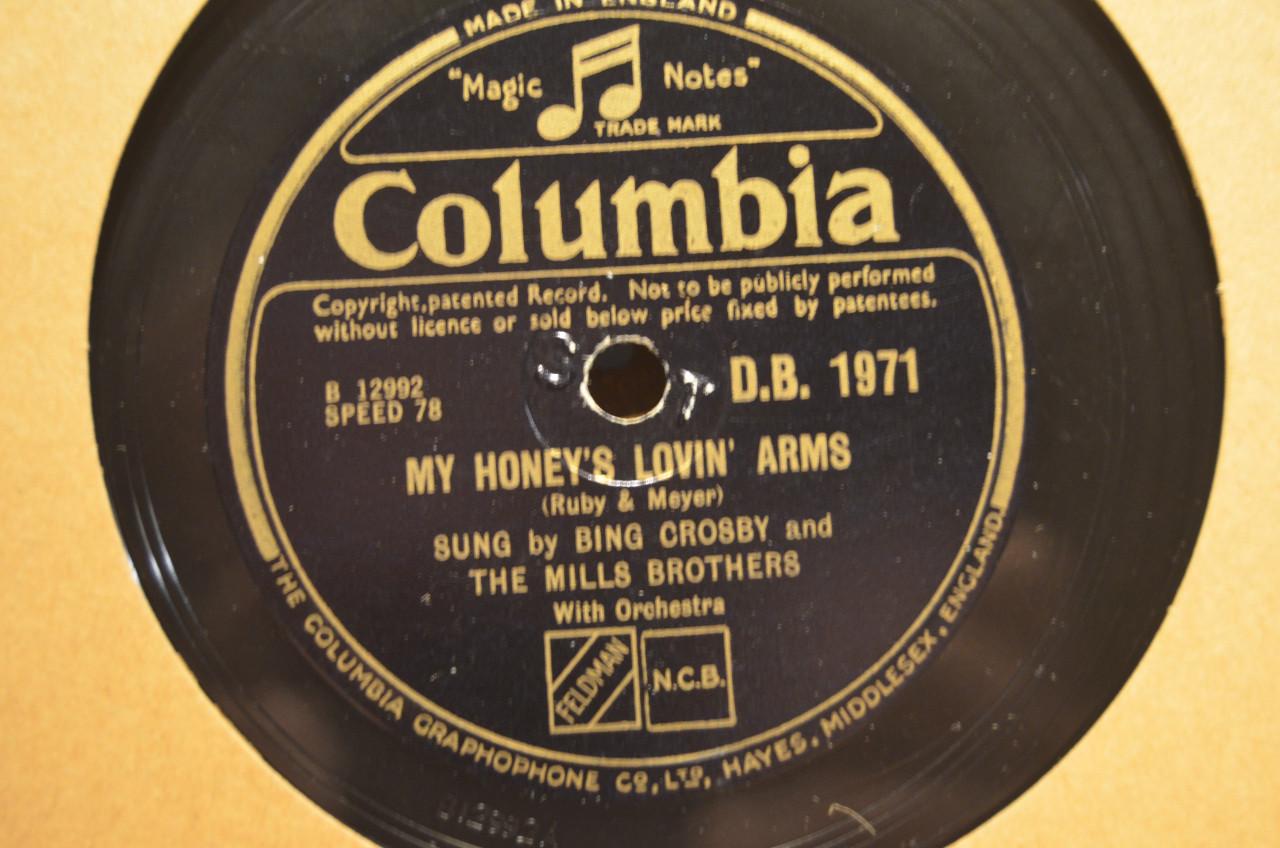 MADE IN ENGLAND
"Magic Notes"
TRADE MARK
Columbia
Copyright,patented Record. Not to be publicly performed
without licence or sold below price fixed by patentees.
B 12992
SPEED 78
D.B. 1971
MY HONEY'S LOVIN' ARMS
(Ruby & Meyer)
SUNG by BING CROSBY and
THE MILLS BROTHERS
With Orchestra
FELDMAN
N.C.B.
THE COLUMBIA GRAPHOPHONE CO, LTD, HAYES, MIDDLESEX, ENGLAND.